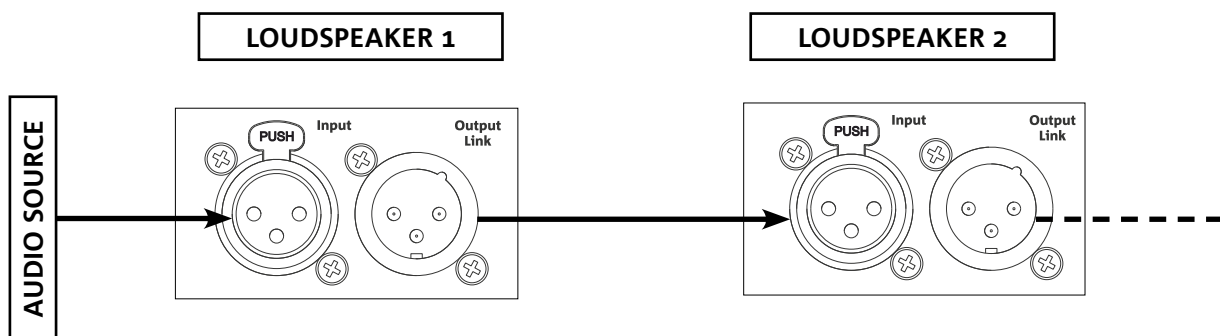 LOUDSPEAKER 1
LOUDSPEAKER 2
AUDIO SOURCE
PUSH
Input
Output
Link
PUSH
Input
Output
Link